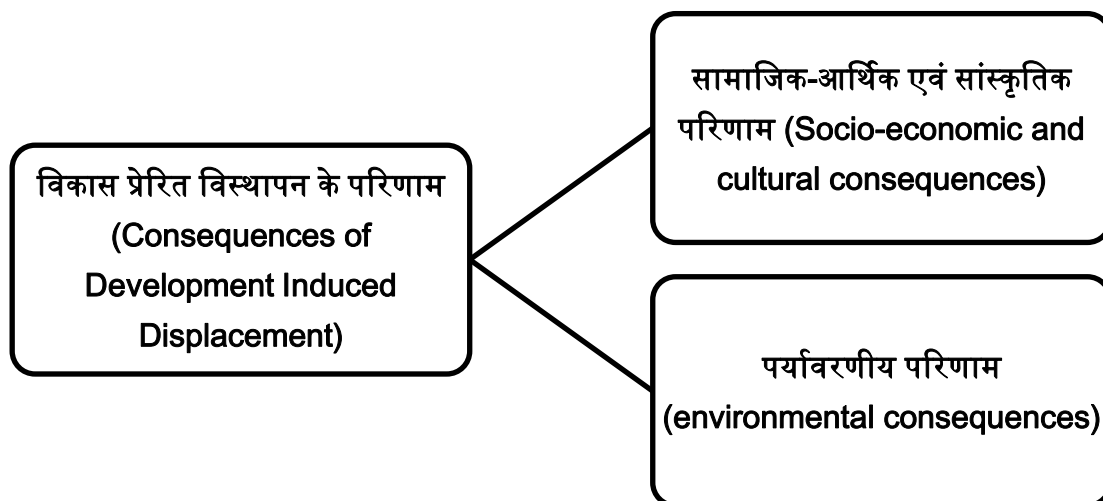 विकास प्रेरित विस्थापन के परिणाम
(Consequences of
Development Induced
Displacement)
सामाजिक-आर्थिक एवं सांस्कृतिक
परिणाम (Socio-economic and
cultural consequences)
पर्यावरणीय परिणाम
(environmental consequences)